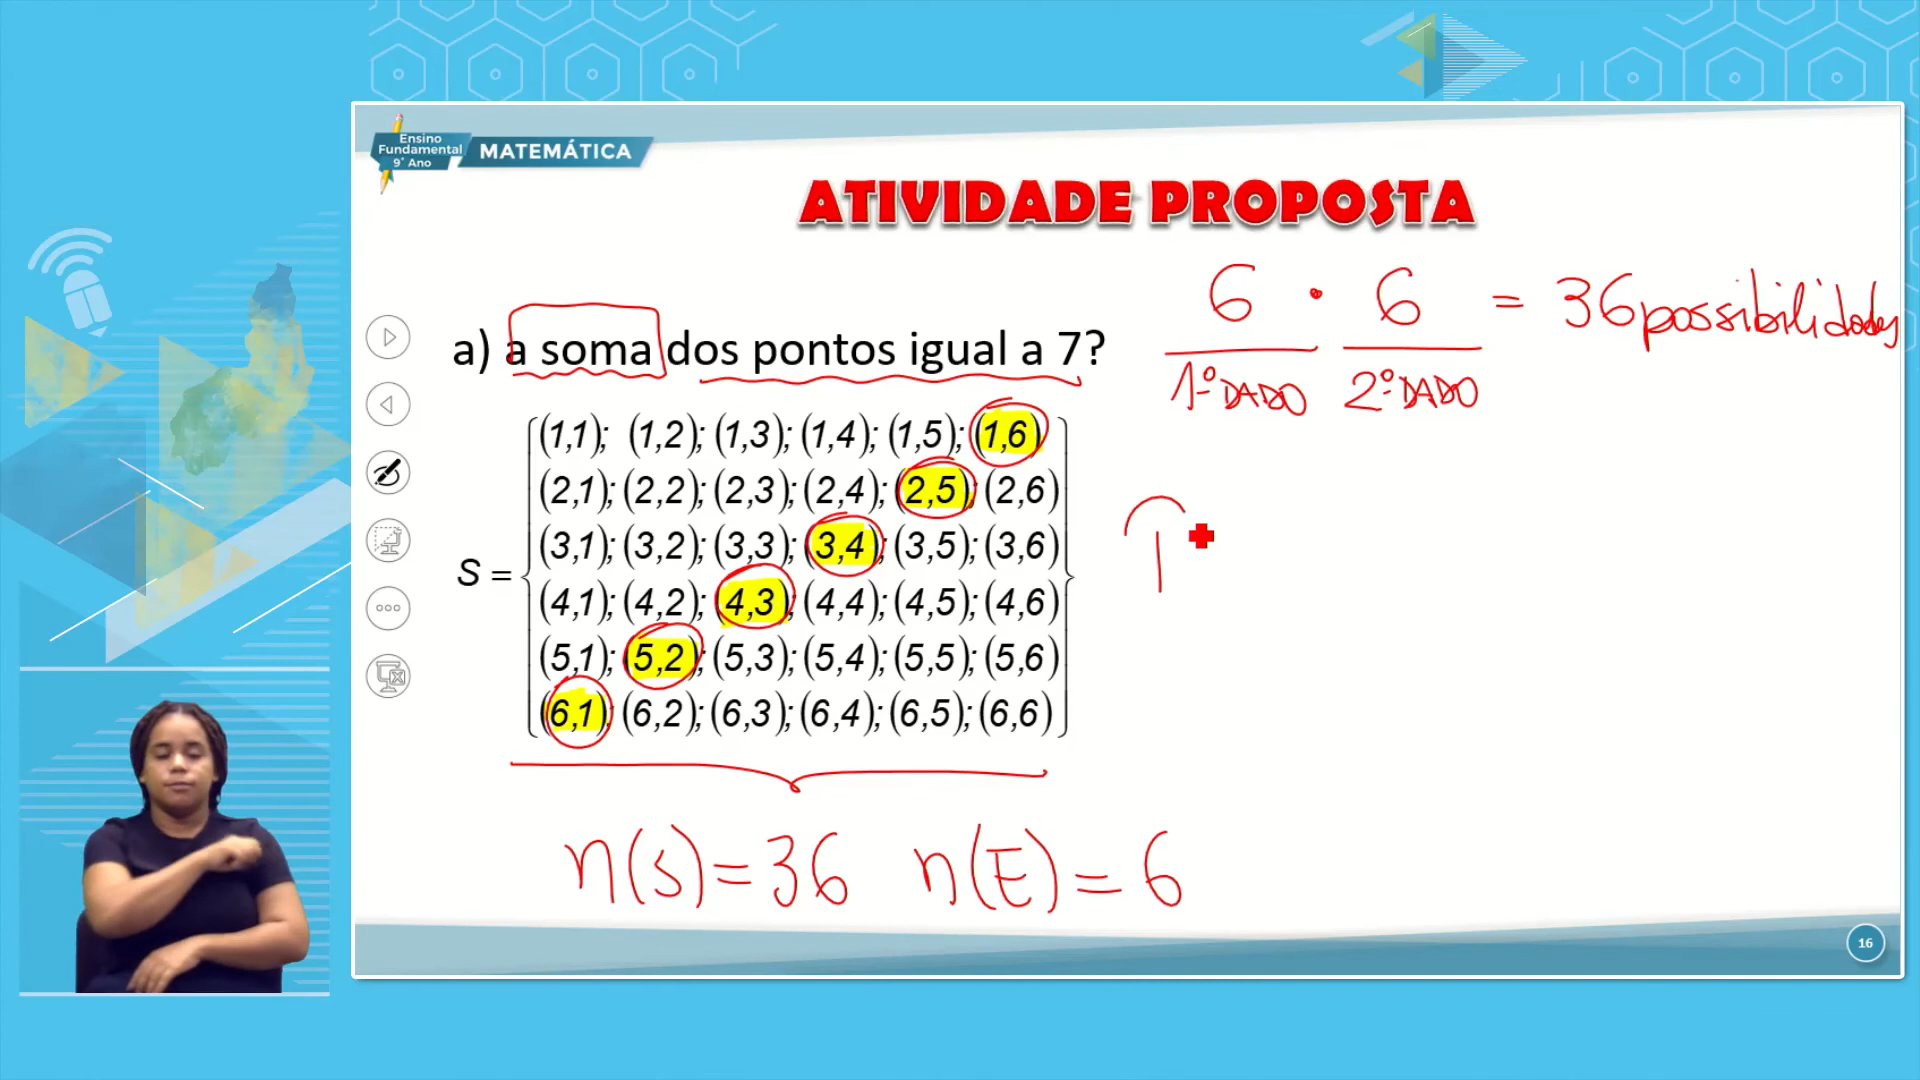 Ensino
Fundamental
9° Ano
MATEMÁTICA
ATIVIDADE PROPOSTA
6 · 6 = 36 possibilidades
1º DADO 2º DADO
a) a soma dos pontos igual a 7?
(1,1); (1,2); (1,3); (1,4); (1,5); (1,6)
(2,1); (2,2); (2,3); (2,4); (2,5); (2,6)
(3,1); (3,2); (3,3); (3,4); (3,5); (3,6)
S =
(4,1); (4,2); (4,3); (4,4); (4,5); (4,6)
(5,1); (5,2); (5,3); (5,4); (5,5); (5,6)
(6,1); (6,2); (6,3); (6,4); (6,5); (6,6)
n(S) = 36 n(E) = 6
16